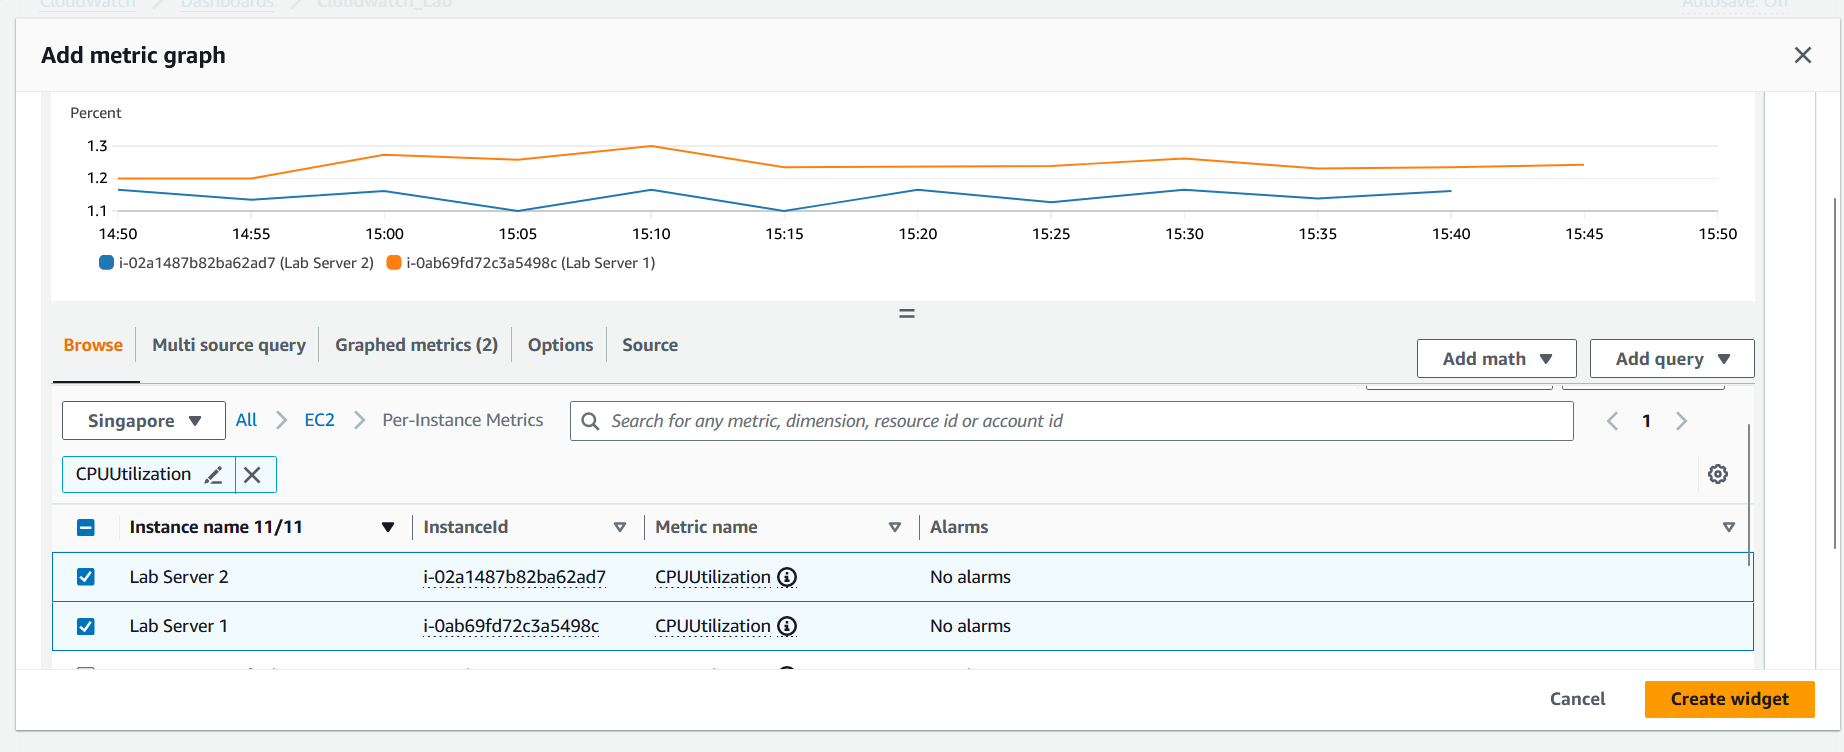 CloudWatch Dashboards Cloudwatch_Lab Autosave: Off
Add metric graph
Percent
1.3
1.2
1.1
14:50 14:55 15:00 15:05 15:10 15:15 15:20 15:25 15:30 15:35 15:40 15:45 15:50
i-02a1487b82ba62ad7 (Lab Server 2) i-0ab69fd72c3a5498c (Lab Server 1)
Browse Multi source query Graphed metrics (2) Options Source
Add math Add query
Singapore All EC2 Per-Instance Metrics Search for any metric, dimension, resource id or account id 1
CPUUtilization
Instance name 11/11 InstanceId Metric name Alarms
Lab Server 2 i-02a1487b82ba62ad7 CPUUtilization No alarms
Lab Server 1 i-0ab69fd72c3a5498c CPUUtilization No alarms
Cancel Create widget